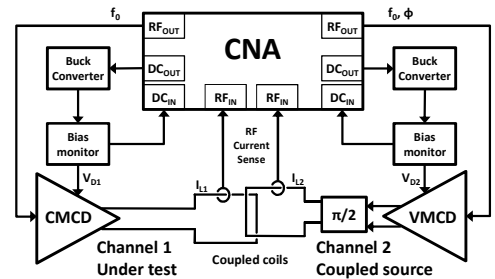 f₀
f₀, ϕ
RF_OUT
RF_OUT
CNA
Buck
Converter
DC_OUT
DC_OUT
Buck
Converter
DC_IN
RF_IN
RF_IN
DC_IN
Bias
monitor
RF
Current
Sense
Bias
monitor
V_D1
I_L1
I_L2
V_D2
CMCD
π/2
VMCD
Channel 1
Under test
Coupled coils
Channel 2
Coupled source